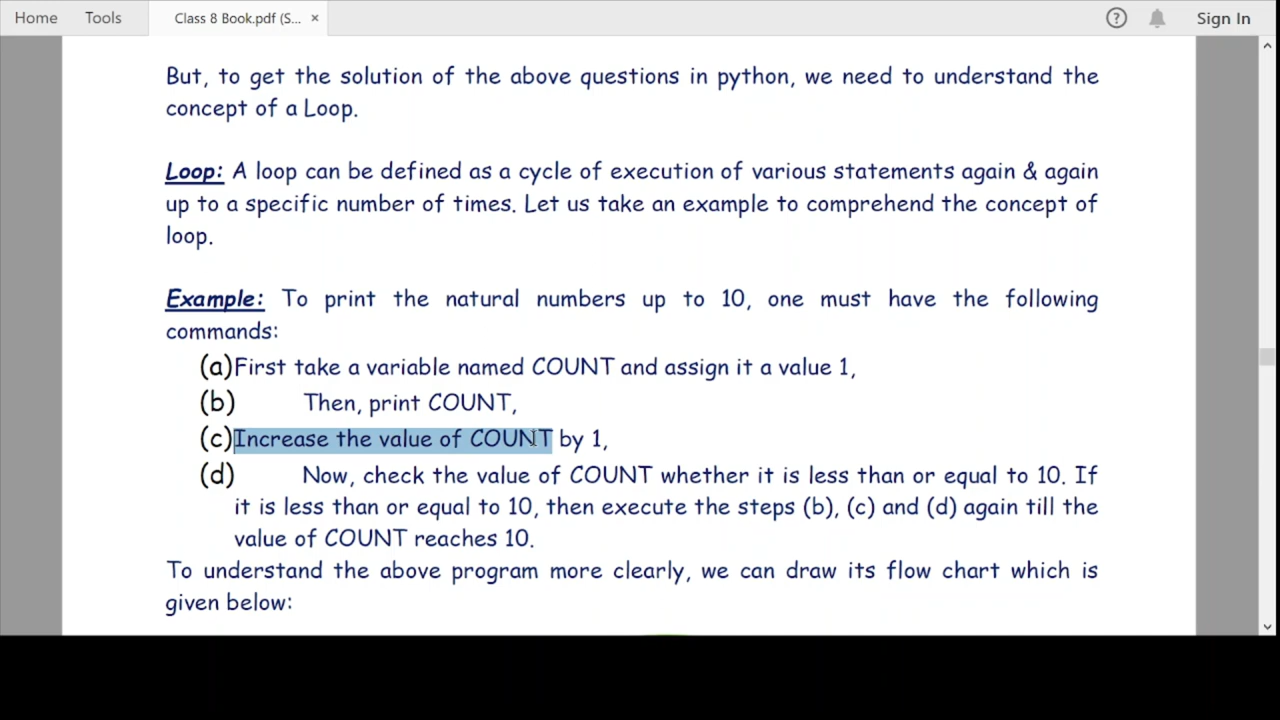 Home Tools Class 8 Book.pdf (S... × ? Sign In
But, to get the solution of the above questions in python, we need to understand the
concept of a Loop.
Loop: A loop can be defined as a cycle of execution of various statements again & again
up to a specific number of times. Let us take an example to comprehend the concept of
loop.
Example: To print the natural numbers up to 10, one must have the following
commands:
(a)First take a variable named COUNT and assign it a value 1,
(b) Then, print COUNT,
(c)Increase the value of COUNT by 1,
(d) Now, check the value of COUNT whether it is less than or equal to 10. If
it is less than or equal to 10, then execute the steps (b), (c) and (d) again till the
value of COUNT reaches 10.
To understand the above program more clearly, we can draw its flow chart which is
given below: